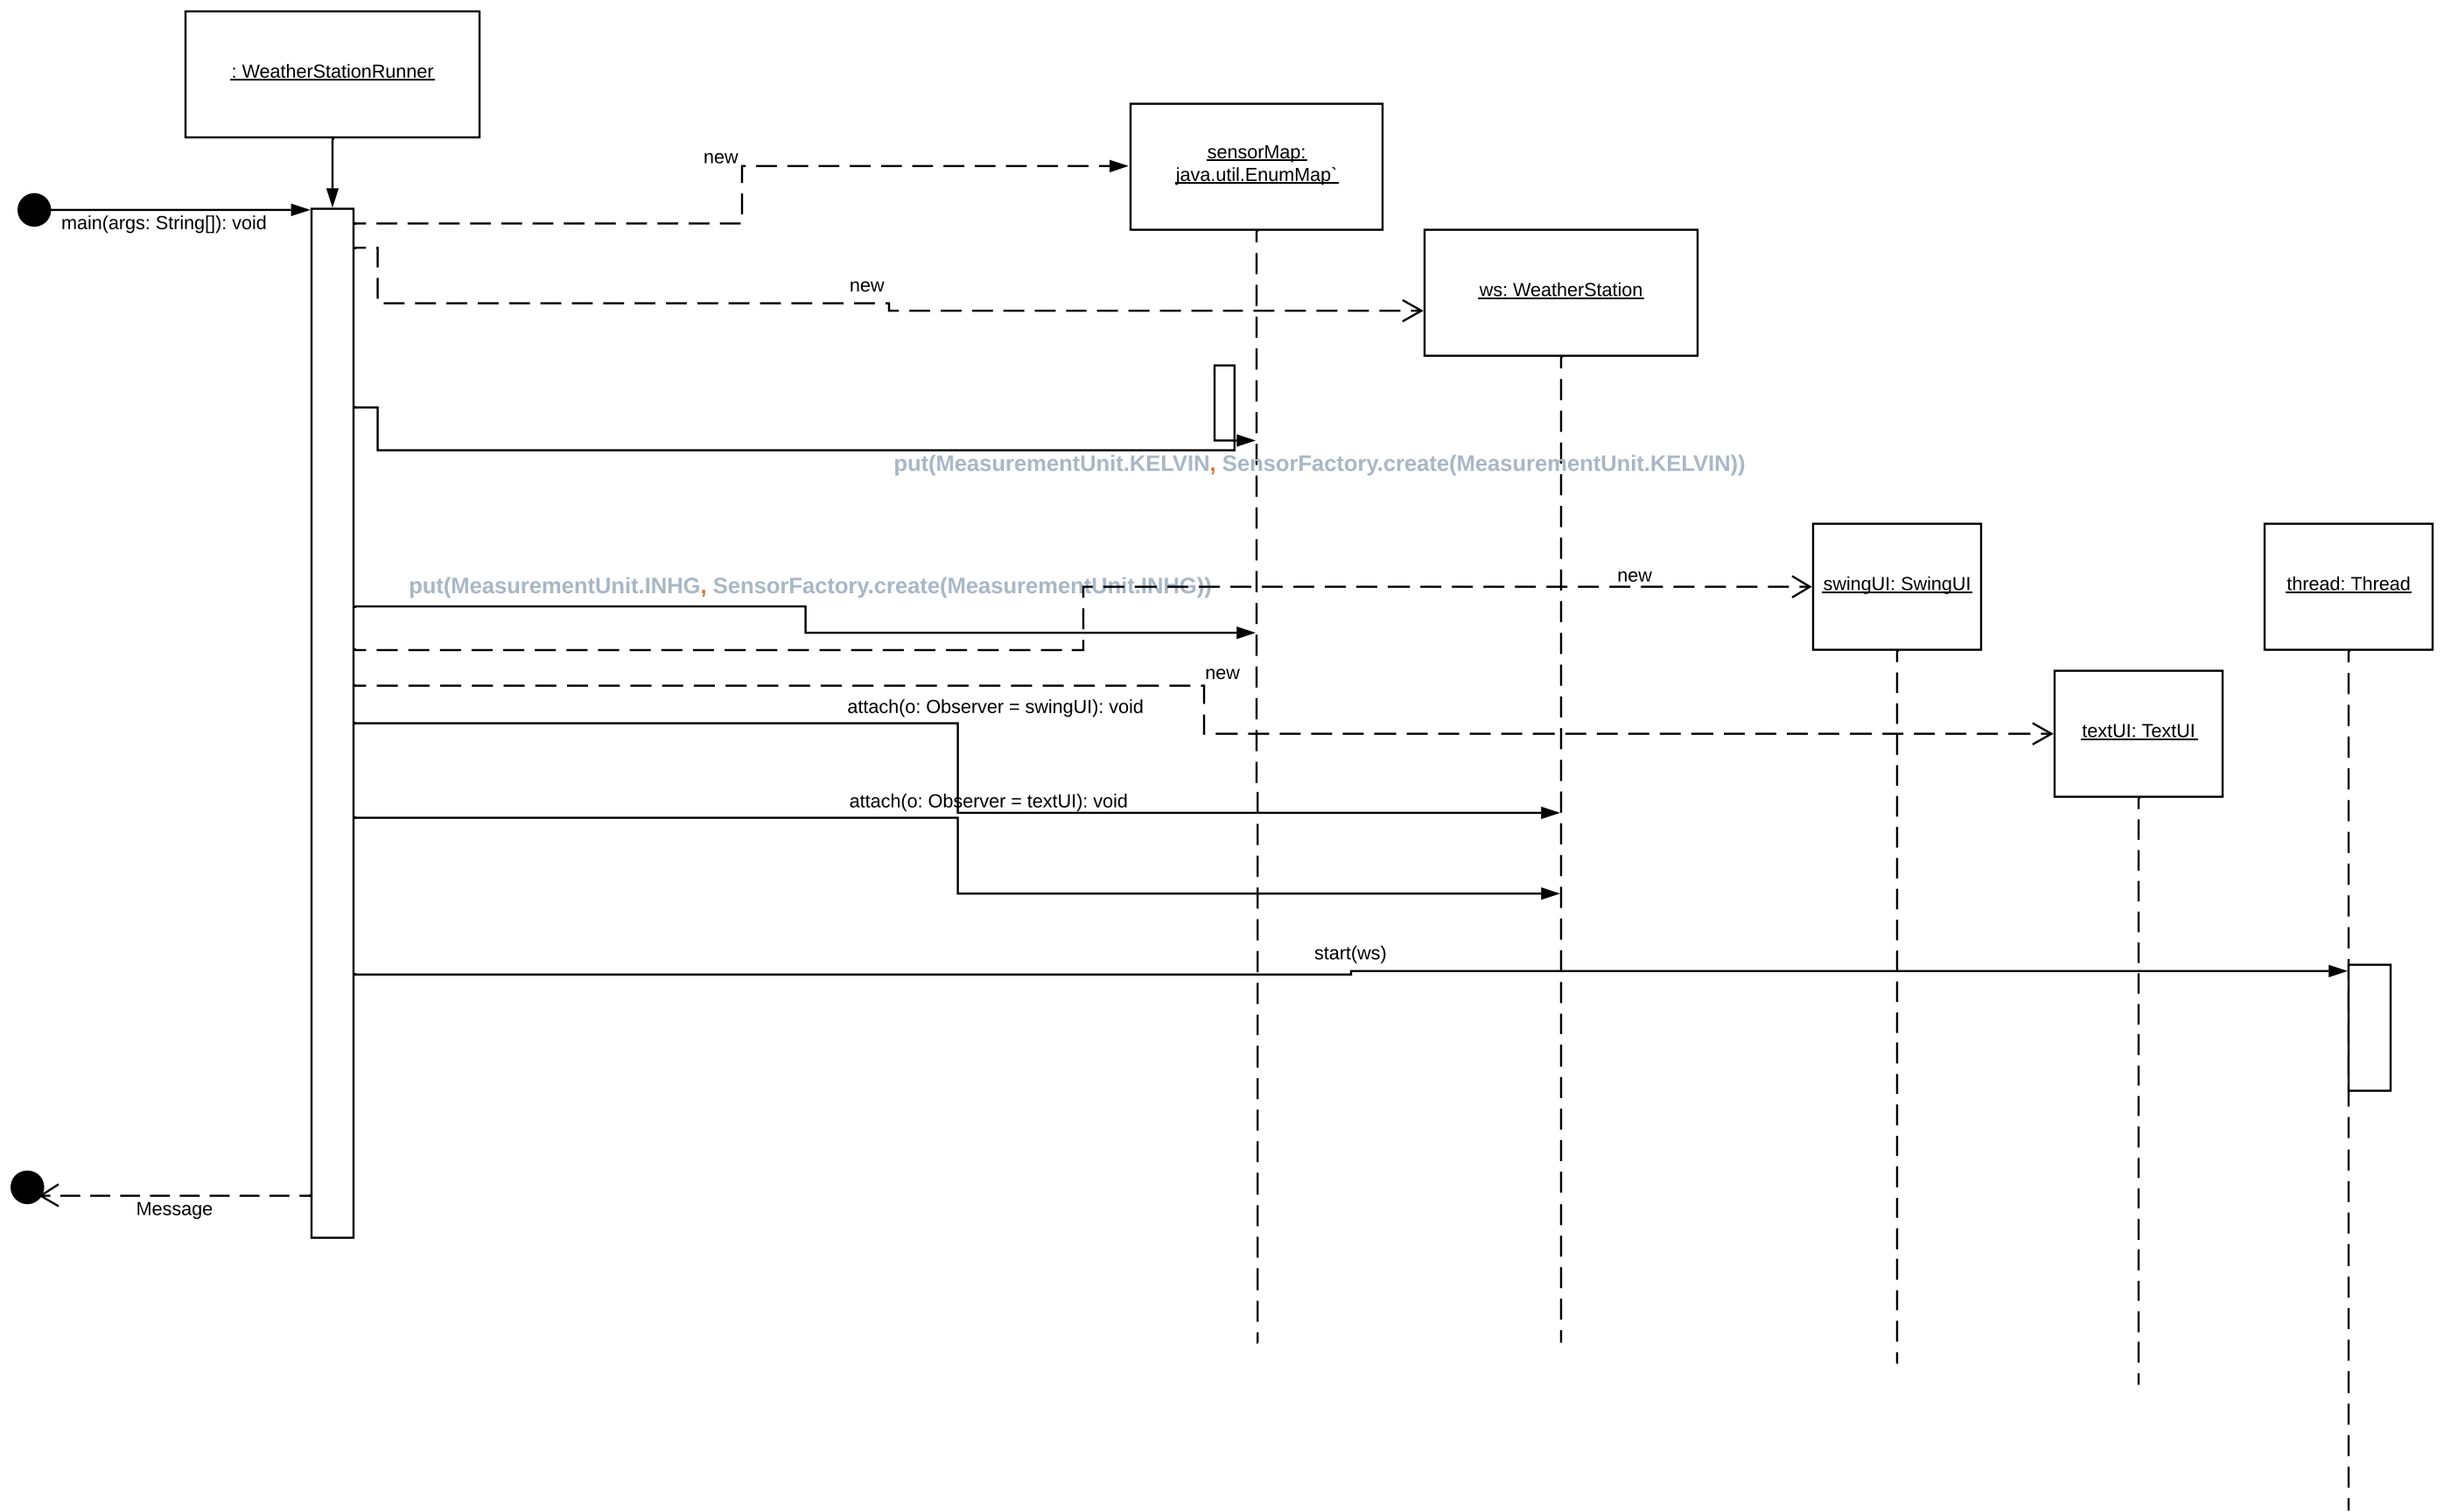 : WeatherStationRunner
sensorMap:
java.util.EnumMap`
new
main(args: String[]): void
new
ws: WeatherStation
put(MeasurementUnit.KELVIN, SensorFactory.create(MeasurementUnit.KELVIN))
put(MeasurementUnit.INHG, SensorFactory.create(MeasurementUnit.INHG))
new
swingUI: SwingUI
thread: Thread
new
attach(o: Observer = swingUI): void
textUI: TextUI
attach(o: Observer = textUI): void
start(ws)
Message